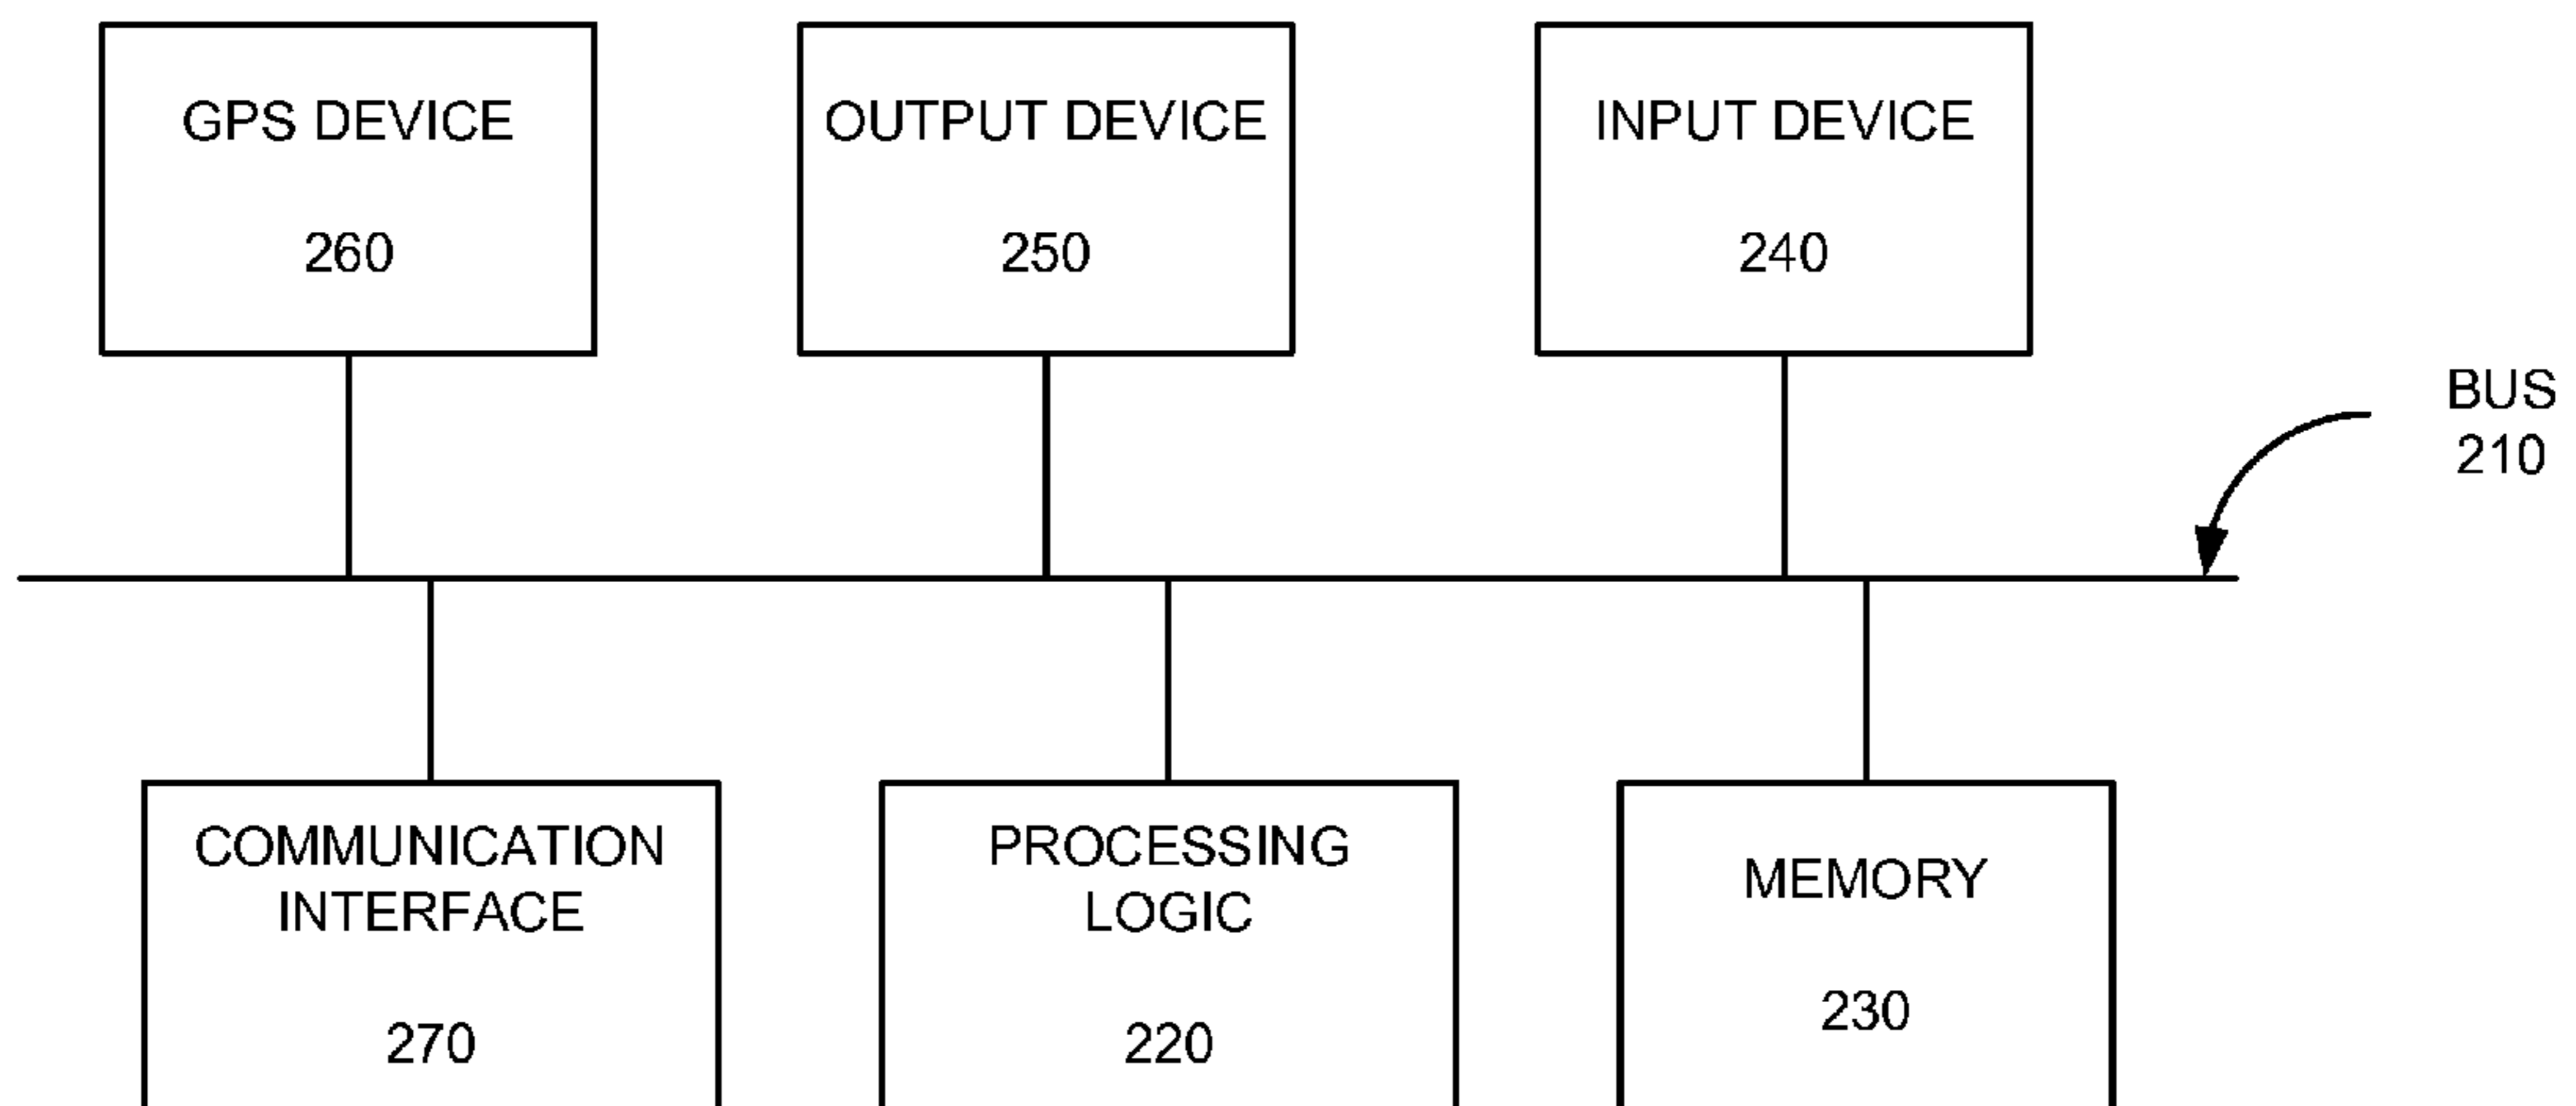 GPS DEVICE
260
OUTPUT DEVICE
250
INPUT DEVICE
240
BUS
210
COMMUNICATION
INTERFACE
270
PROCESSING
LOGIC
220
MEMORY
230